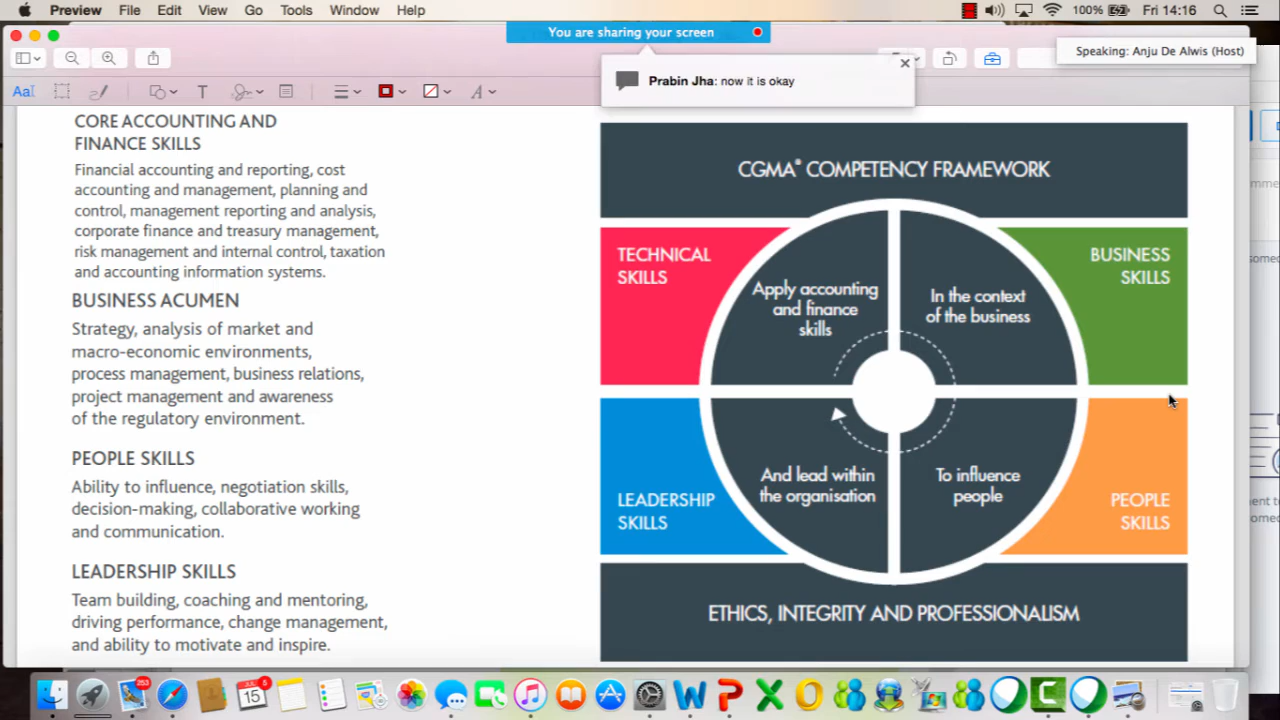 Preview File Edit View Go Tools Window Help 100% Fri 14:16
You are sharing your screen
Speaking: Anju De Alwis (Host)
Prabin Jha: now it is okay
AaI T A
CORE ACCOUNTING AND
FINANCE SKILLS
Financial accounting and reporting, cost
accounting and management, planning and
control, management reporting and analysis,
corporate finance and treasury management,
risk management and internal control, taxation
and accounting information systems.
BUSINESS ACUMEN
Strategy, analysis of market and
macro-economic environments,
process management, business relations,
project management and awareness
of the regulatory environment.
PEOPLE SKILLS
Ability to influence, negotiation skills,
decision-making, collaborative working
and communication.
LEADERSHIP SKILLS
Team building, coaching and mentoring,
driving performance, change management,
and ability to motivate and inspire.
CGMA® COMPETENCY FRAMEWORK
TECHNICAL
SKILLS
BUSINESS
SKILLS
Apply accounting
and finance
skills
In the context
of the business
And lead within
the organisation
To influence
people
LEADERSHIP
SKILLS
PEOPLE
SKILLS
ETHICS, INTEGRITY AND PROFESSIONALISM
253
JUL
15
5